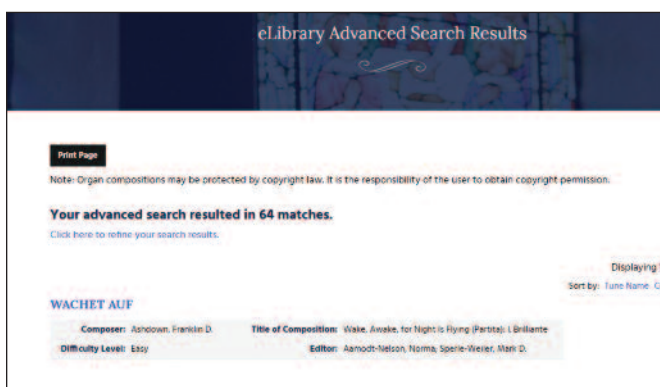 eLibrary Advanced Search Results
Print Page
Note: Organ compositions may be protected by copyright law. It is the responsibility of the user to obtain copyright permission.
Your advanced search resulted in 64 matches.
Click here to refine your search results.
Displaying
Sort by: Tune Name C
WACHET AUF
Composer: Ashdown, Franklin D. Title of Composition: Wake, Awake, for Night is Flying (Partita): I. Brilliante
Difficulty Level: Easy Editor: Aamodt-Nelson, Norma; Sperle-Weiler, Mark D.